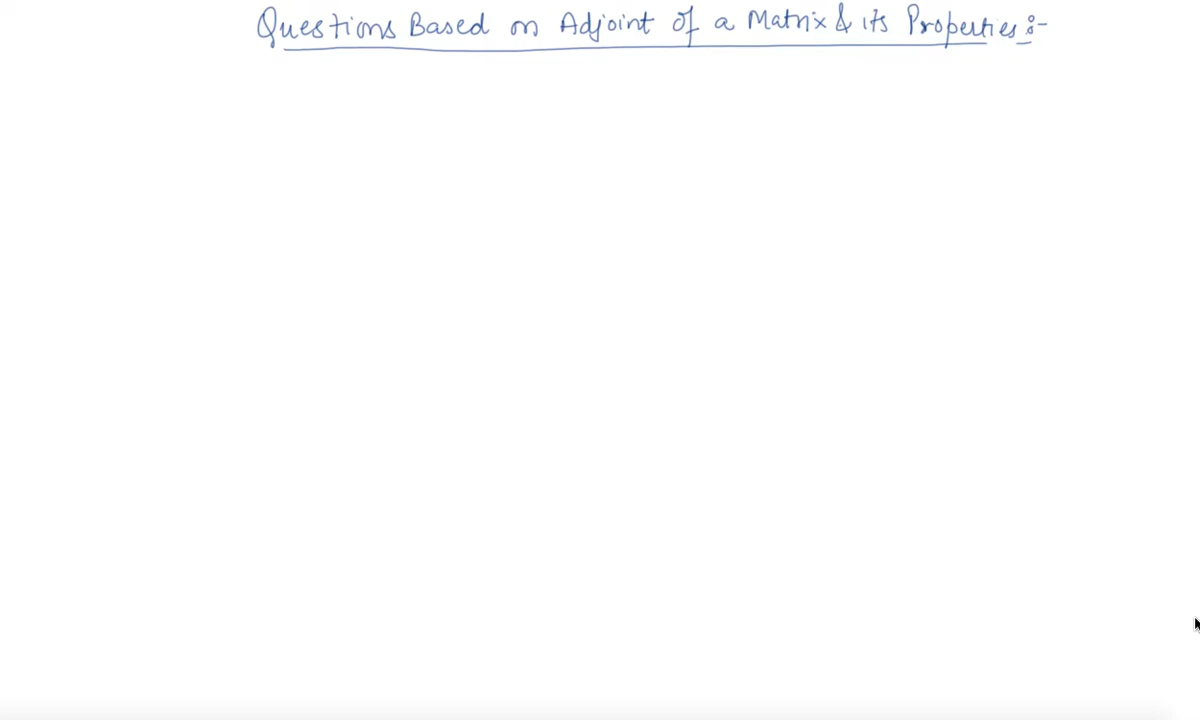 Questions Based on Adjoint of a Matrix & its Properties :-